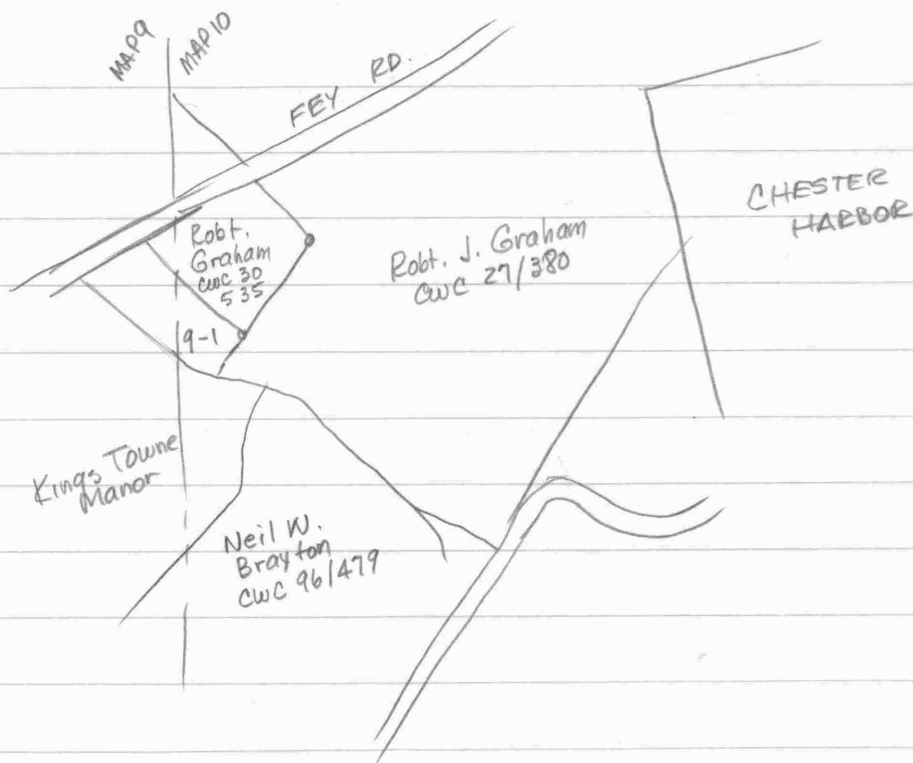 MAP 9
MAP 10
FEY RD.
Robt.
Graham
CWC 30
535
9-1
Robt. J. Graham
CWC 27/380
CHESTER
HARBOR
Kings Towne
Manor
Neil W.
Brayton
CWC 96/479